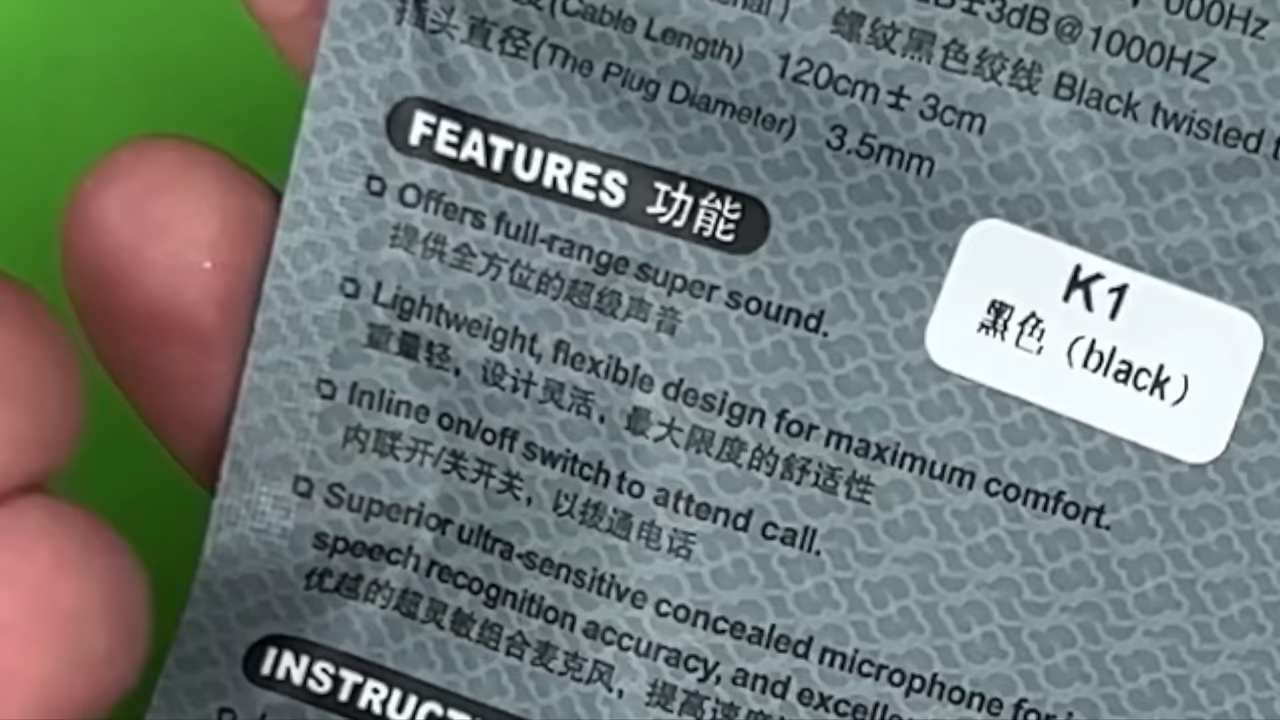 000Hz
±3dB@1000HZ
(Cable Length) 120cm± 3cm
螺纹黑色绞线 Black twisted
插头直径(The Plug Diameter) 3.5mm
FEATURES 功能
Offers full-range super sound.
提供全方位的超级声音
Lightweight, flexible design for maximum comfort.
重量轻，设计灵活，最大限度的舒适性
Inline on/off switch to attend call.
内联开/关开关，以拨通电话
Superior ultra-sensitive concealed microphone for
speech recognition accuracy, and excelle
优越的超灵敏组合麦克风，提高速度
INSTRUCT
K1
黑色（black）